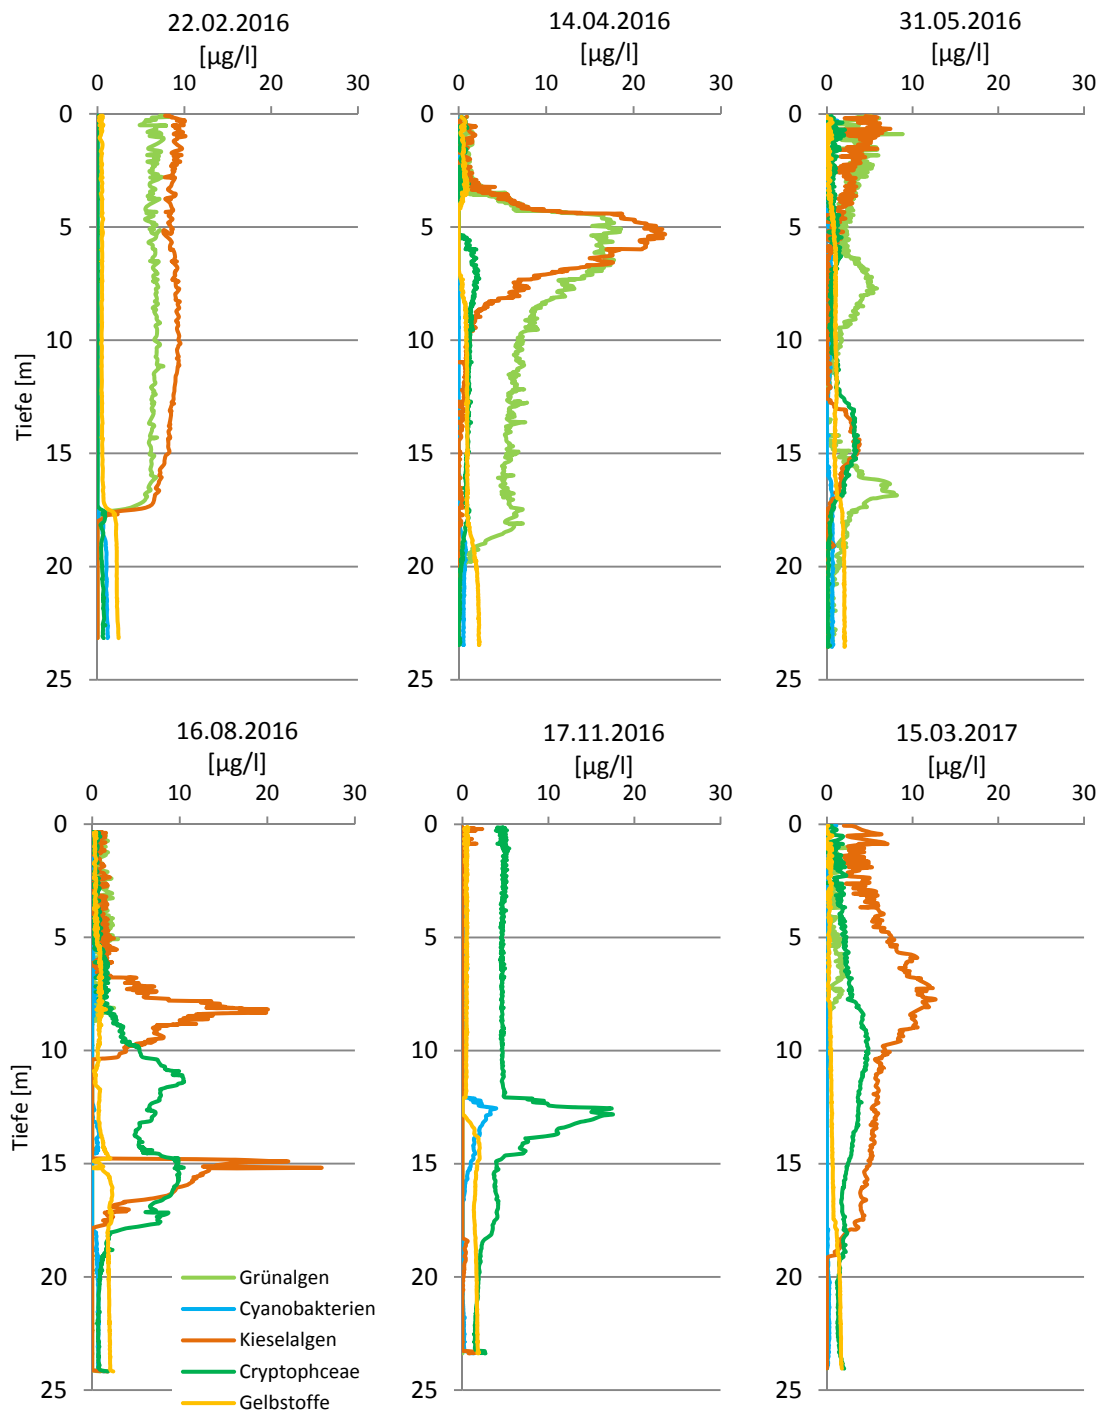 22.02.2016 14.04.2016 31.05.2016
[µg/l] [µg/l] [µg/l]
0 10 20 30 0 10 20 30 0 10 20 30
0 0 0
5 5 5
10 10 10
Tiefe [m]
15 15 15
20 20 20
25 25 25
16.08.2016 17.11.2016 15.03.2017
[µg/l] [µg/l] [µg/l]
0 10 20 30 0 10 20 30 0 10 20 30
0 0 0
5 5 5
10 10 10
Tiefe [m]
15 15 15
20 20 20
Grünalgen
Cyanobakterien
Kieselalgen
Cryptophceae
25 25 25
Gelbstoffe